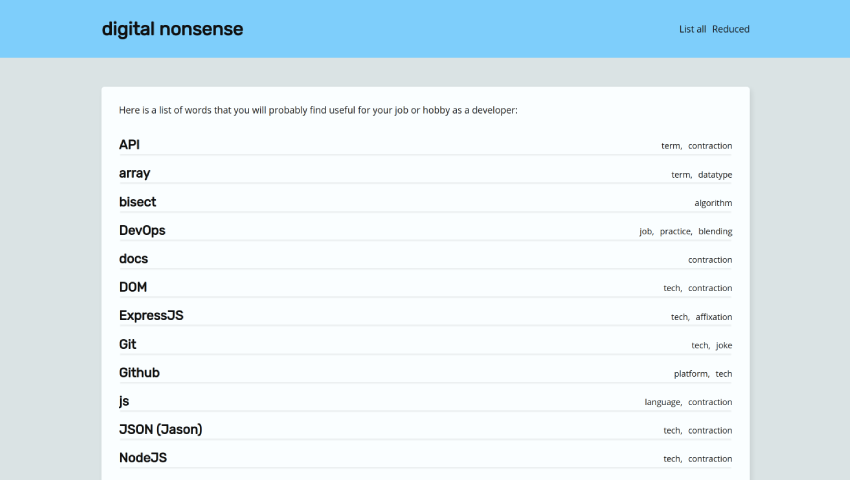 digital nonsense List all Reduced
Here is a list of words that you will probably find useful for your job or hobby as a developer:
API term, contraction
array term, datatype
bisect algorithm
DevOps job, practice, blending
docs contraction
DOM tech, contraction
ExpressJS tech, affixation
Git tech, joke
Github platform, tech
js language, contraction
JSON (Jason) tech, contraction
NodeJS tech, contraction